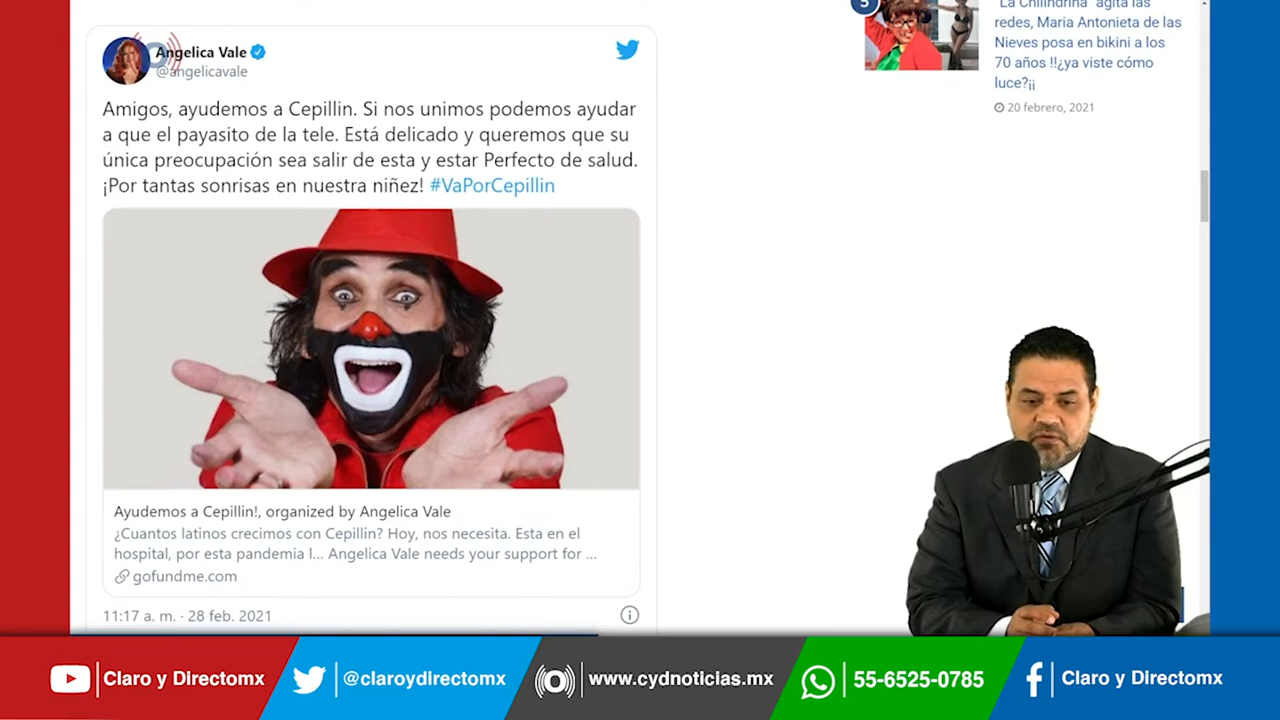 Angelica Vale
@angelicavale
Amigos, ayudemos a Cepillin. Si nos unimos podemos ayudar
a que el payasito de la tele. Está delicado y queremos que su
única preocupación sea salir de esta y estar Perfecto de salud.
¡Por tantas sonrisas en nuestra niñez! #VaPorCepillin
Ayudemos a Cepillin!, organized by Angelica Vale
¿Cuantos latinos crecimos con Cepillin? Hoy, nos necesita. Esta en el
hospital, por esta pandemia l... Angelica Vale needs your support for ...
gofundme.com
11:17 a. m. · 28 feb. 2021
5
"La Chilindrina" agita las
redes, Maria Antonieta de las
Nieves posa en bikini a los
70 años !!¿ya viste cómo
luce?¡¡
20 febrero, 2021
Claro y Directomx
@claroydirectomx
www.cydnoticias.mx
55-6525-0785
Claro y Directomx